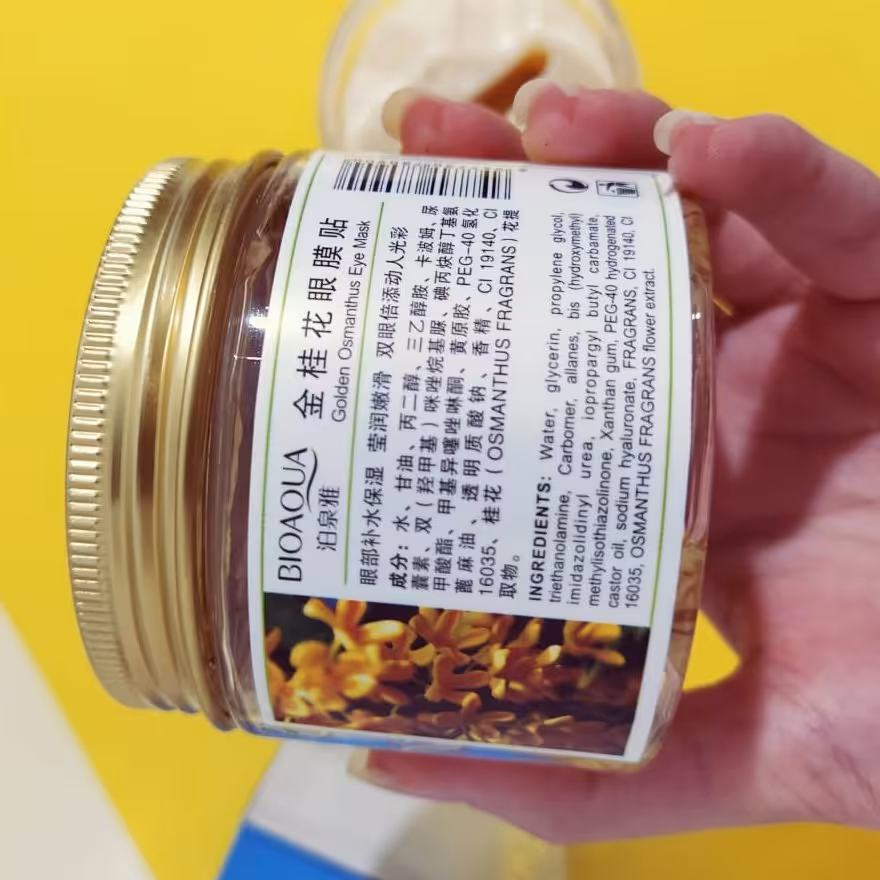 BIOAQUA
泊泉雅
金桂花眼膜贴
Golden Osmanthus Eye Mask
眼部补水保湿 莹润嫩滑 双眼倍添动人光彩
成分：水、甘油、丙二醇、三乙醇胺、卡波姆、尿
囊素、双（羟甲基）咪唑烷基脲、碘丙炔醇丁基氨
甲酸酯、甲基异噻唑啉酮、黄原胶、PEG-40氢化
蓖麻油、透明质酸钠、香精、CI 19140、CI
16035、桂花（OSMANTHUS FRAGRANS）花提
取物。
INGREDIENTS: Water, glycerin, propylene glycol,
triethanolamine, Carbomer, allanes, bis (hydroxymethyl)
imidazolidinyl urea, iopropargyl butyl carbamate,
methylisothiazolinone, Xanthan gum, PEG-40 hydrogenated
castor oil, sodium hyaluronate, FRAGRANS, CI 19140, CI
16035, OSMANTHUS FRAGRANS flower extract.